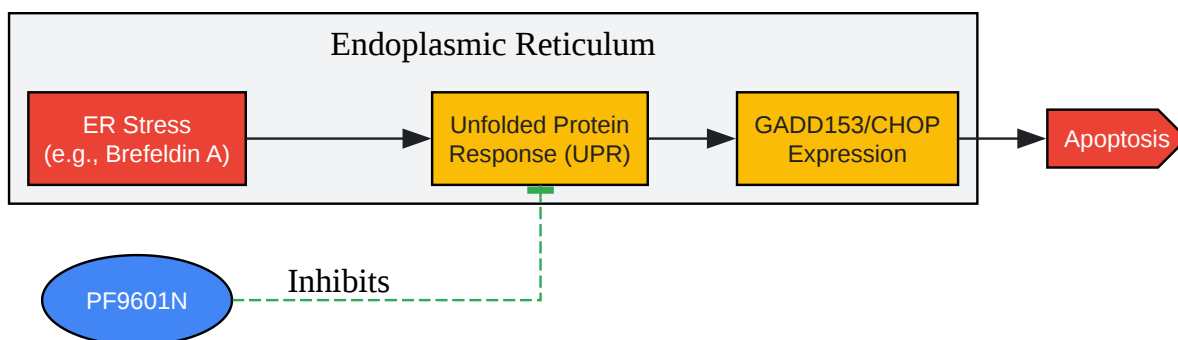 Endoplasmic Reticulum
ER Stress
(e.g., Brefeldin A)
Unfolded Protein
Response (UPR)
GADD153/CHOP
Expression
Apoptosis
Inhibits
PF9601N